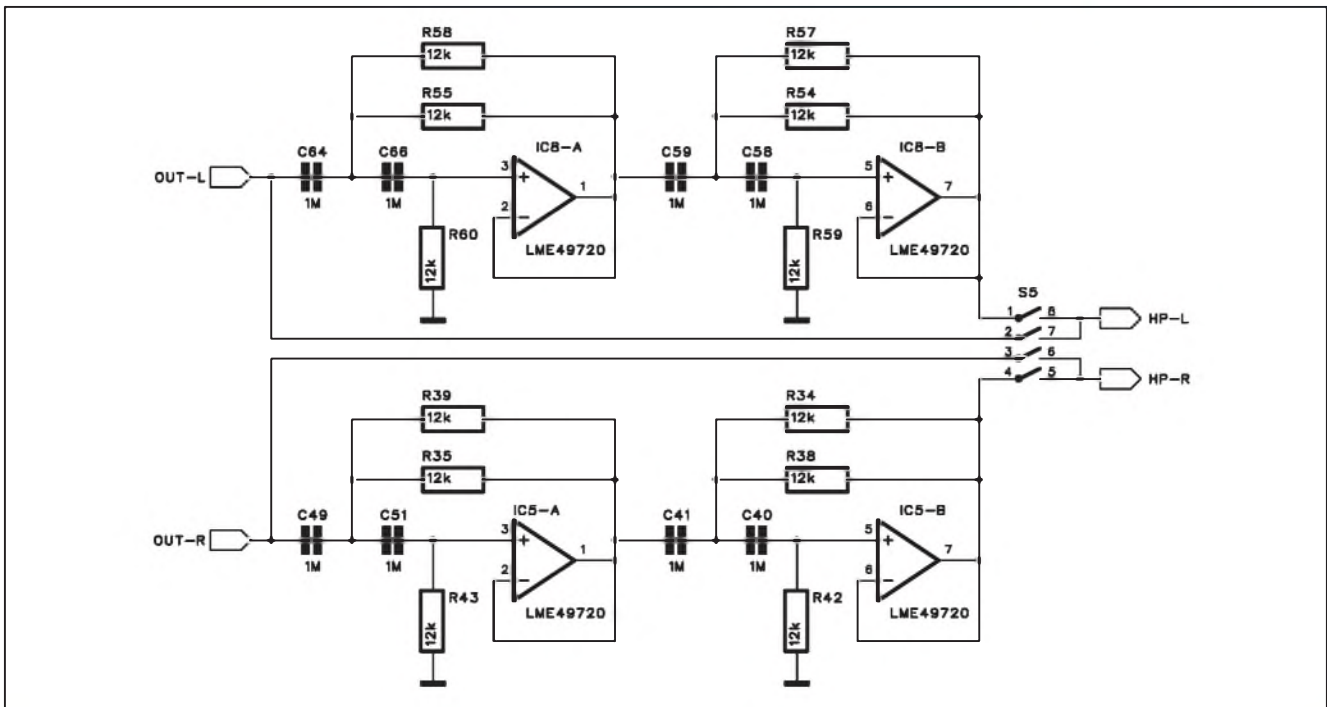 R58
12k
R57
12k
R55
12k
R54
12k
C64
C66
IC8-A
C59
C58
IC8-B
OUT-L
3
+
1
2
−
5
+
7
6
−
1M
1M
R60
12k
LME49720
1M
1M
R59
12k
LME49720
S5
1
8
HP-L
2
7
3
6
4
5
HP-R
R39
12k
R34
12k
R35
12k
R38
12k
C49
C51
IC5-A
C41
C40
IC5-B
OUT-R
3
+
1
2
−
5
+
7
6
−
1M
1M
R43
12k
LME49720
1M
1M
R42
12k
LME49720